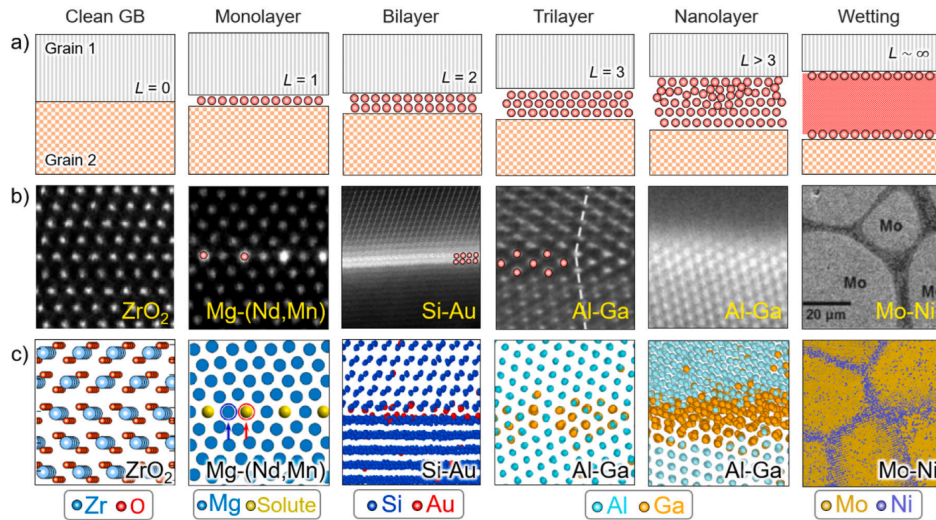 Clean GB Monolayer Bilayer Trilayer Nanolayer Wetting
a)
Grain 1
L = 0
Grain 2
L = 1
L = 2
L = 3
L > 3
L ~ ∞
b)
ZrO₂
Mg-(Nd,Mn)
Si-Au
Al-Ga
Al-Ga
Mo
Mo
Mo
20 μm
Mo-Ni
c)
ZrO₂
Mg-(Nd,Mn)
Si-Au
Al-Ga
Al-Ga
Mo-Ni
Zr O Mg Solute Si Au Al Ga Mo Ni